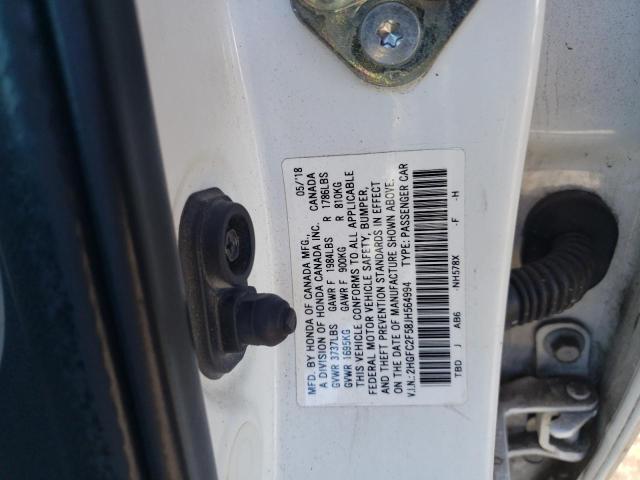 MFD. BY HONDA OF CANADA MFG., 05/'18
A DIVISION OF HONDA CANADA INC. CANADA
GVWR 3737LBS GAWR F 1984LBS R 1786LBS
GVWR 1695KG GAWR F 900KG R 810KG
THIS VEHICLE CONFORMS TO ALL APPLICABLE
FEDERAL MOTOR VEHICLE SAFETY, BUMPER,
AND THEFT PREVENTION STANDARDS IN EFFECT
ON THE DATE OF MANUFACTURE SHOWN ABOVE.
V.I.N.: 2HGFC2F58JH564994 TYPE: PASSENGER CAR
TBD J AB6 -NH578X -F -H